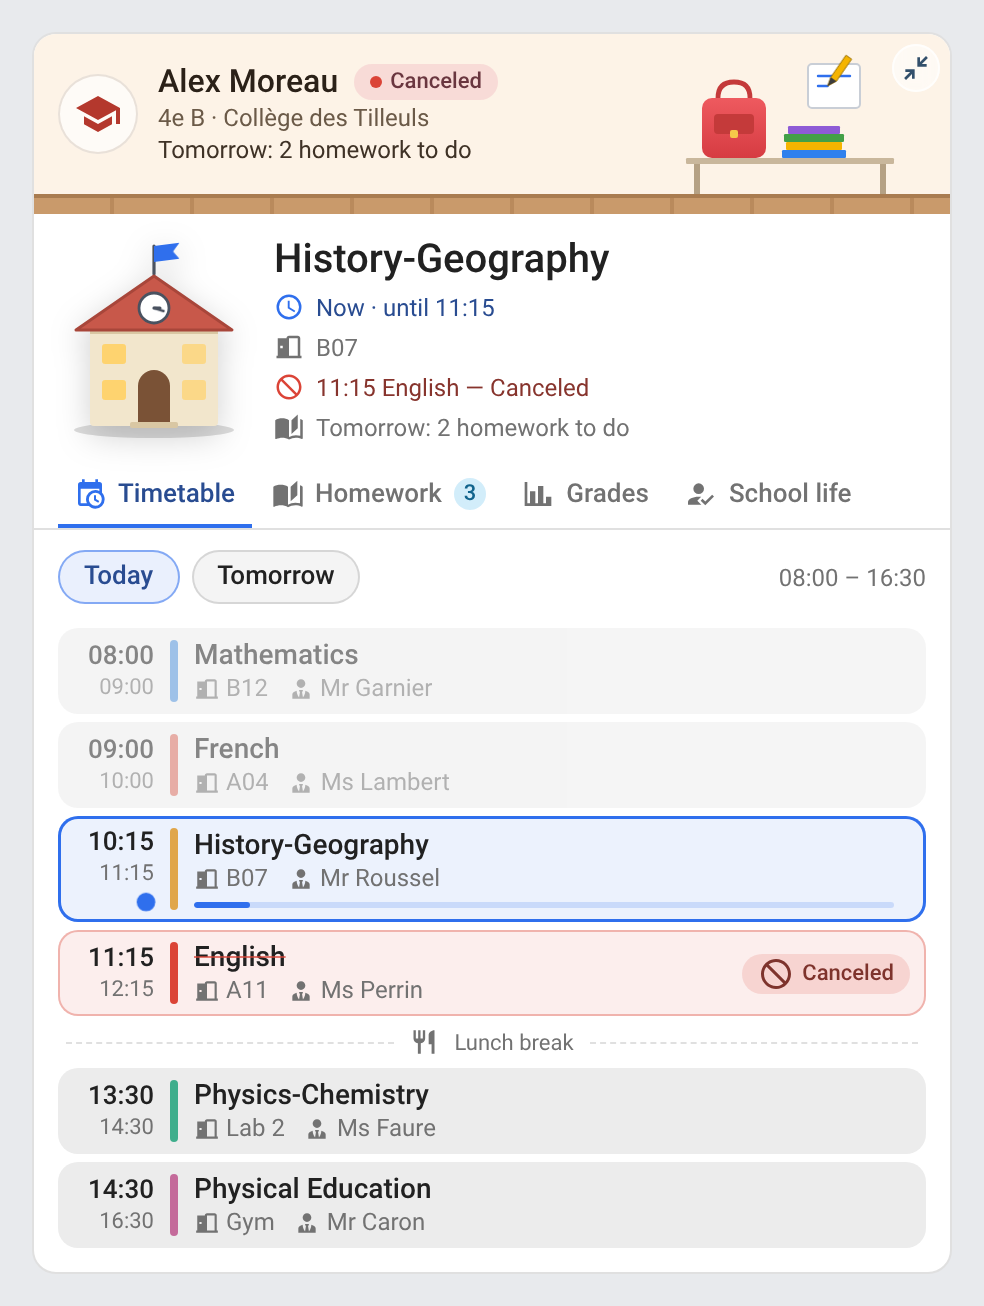 Alex Moreau
Canceled
4e B · Collège des Tilleuls
Tomorrow: 2 homework to do
History-Geography
Now · until 11:15
B07
11:15 English — Canceled
Tomorrow: 2 homework to do
Timetable
Homework 3
Grades
School life
Today
Tomorrow
08:00 – 16:30
08:00 Mathematics
09:00 B12 Mr Garnier
09:00 French
10:00 A04 Ms Lambert
10:15 History-Geography
11:15 B07 Mr Roussel
11:15 English
12:15 A11 Ms Perrin
Canceled
Lunch break
13:30 Physics-Chemistry
14:30 Lab 2 Ms Faure
14:30 Physical Education
16:30 Gym Mr Caron